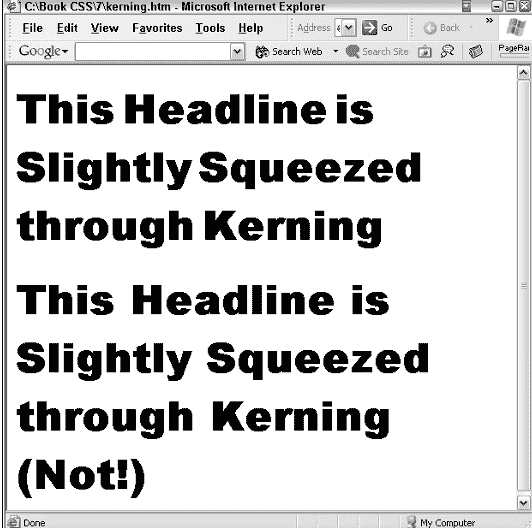 C:\Book CSS\7\kerning.htm - Microsoft Internet Explorer
File Edit View Favorites Tools Address Go Back »
Google Search Web Search Site PageRa
This Headline is
Slightly Squeezed
through Kerning
This Headline is
Slightly Squeezed
through Kerning
(Not!)
Done My Computer